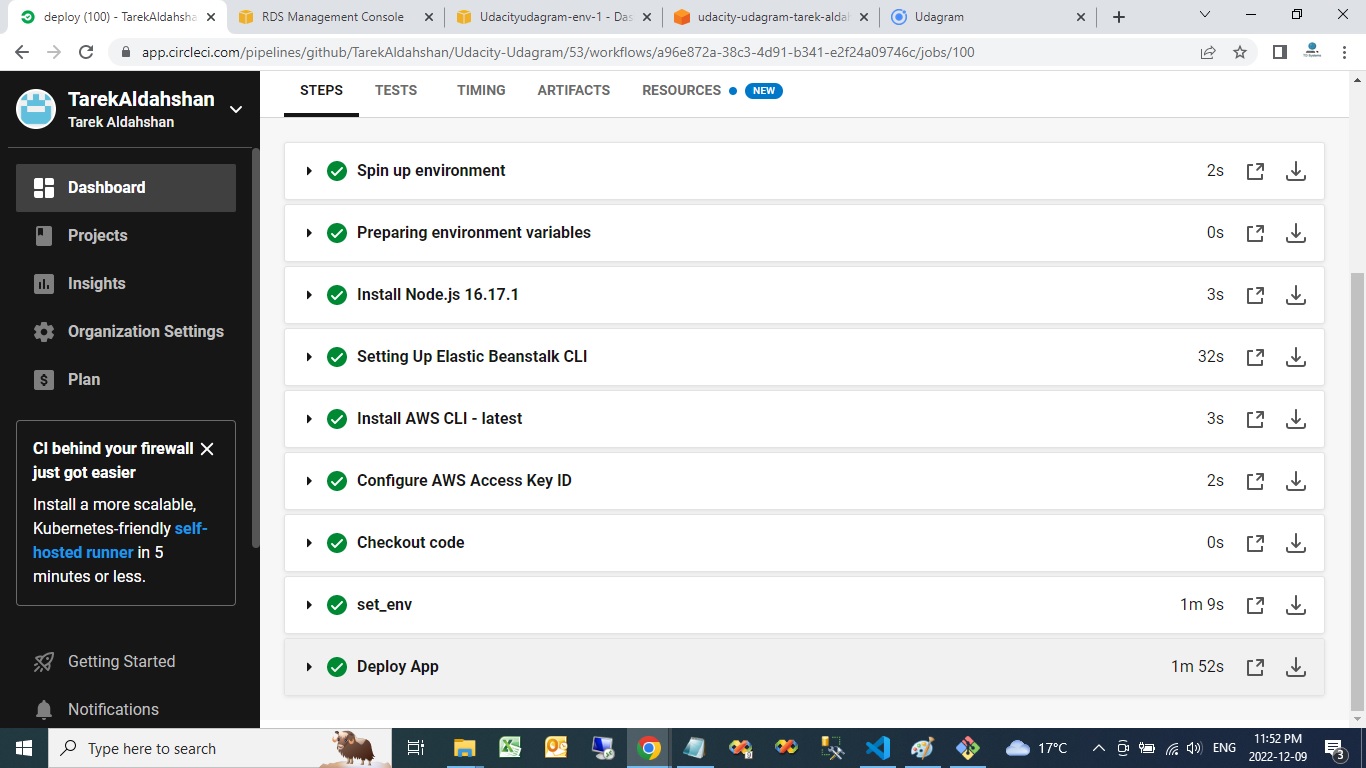 deploy (100) - TarekAldahsha
RDS Management Console
Udacityudagram-env-1 - Das
udacity-udagram-tarek-aldah
Udagram
app.circleci.com/pipelines/github/TarekAldahshan/Udacity-Udagram/53/workflows/a96e872a-38c3-4d91-b341-e2f24a09746c/jobs/100
TarekAldahshan
Tarek Aldahshan
Dashboard
Projects
Insights
Organization Settings
Plan
CI behind your firewall
just got easier
Install a more scalable,
Kubernetes-friendly self-
hosted runner in 5
minutes or less.
Getting Started
Notifications
STEPS TESTS TIMING ARTIFACTS RESOURCES NEW
Spin up environment 2s
Preparing environment variables 0s
Install Node.js 16.17.1 3s
Setting Up Elastic Beanstalk CLI 32s
Install AWS CLI - latest 3s
Configure AWS Access Key ID 2s
Checkout code 0s
set_env 1m 9s
Deploy App 1m 52s
Type here to search
17°C
ENG
11:52 PM
2022-12-09
3